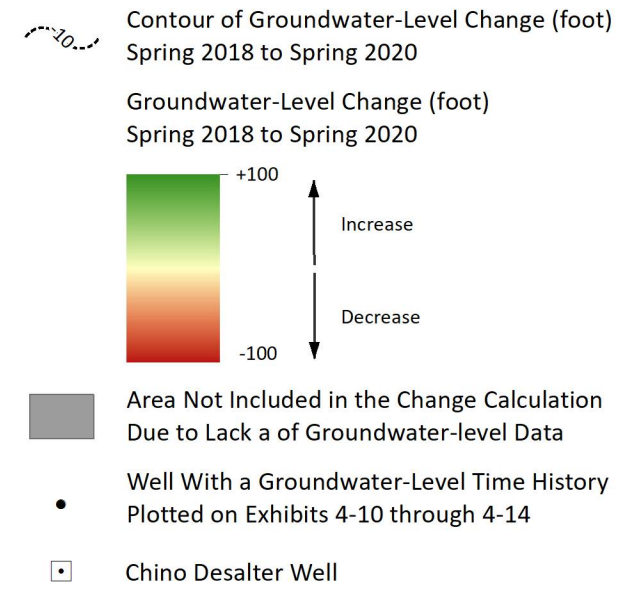 -10
Contour of Groundwater-Level Change (foot)
Spring 2018 to Spring 2020
Groundwater-Level Change (foot)
Spring 2018 to Spring 2020
+100
Increase
Decrease
-100
Area Not Included in the Change Calculation
Due to Lack a of Groundwater-level Data
Well With a Groundwater-Level Time History
Plotted on Exhibits 4-10 through 4-14
Chino Desalter Well